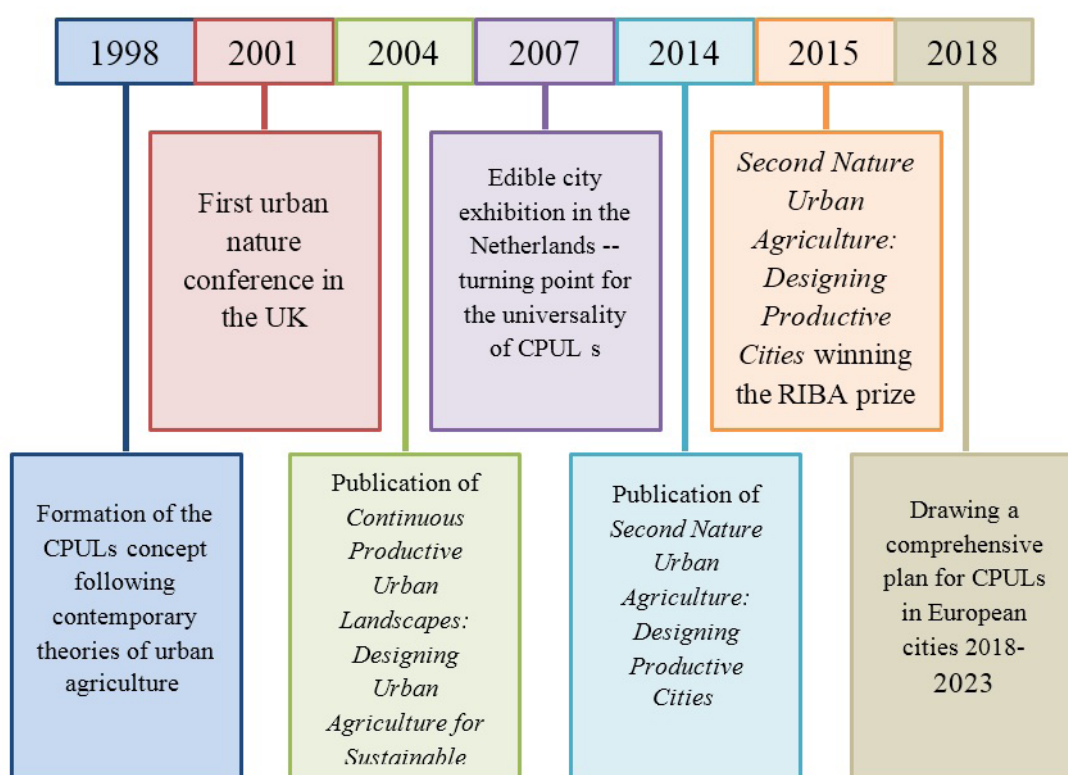 1998 2001 2004 2007 2014 2015 2018
First urban
nature
conference in
the UK
Edible city
exhibition in the
Netherlands --
turning point for
the universality
of CPUL s
Second Nature
Urban
Agriculture:
Designing
Productive
Cities winning
the RIBA prize
Formation of the
CPULs concept
following
contemporary
theories of urban
agriculture
Publication of
Continuous
Productive
Urban
Landscapes:
Designing
Urban
Agriculture for
Sustainable
Publication of
Second Nature
Urban
Agriculture:
Designing
Productive
Cities
Drawing a
comprehensive
plan for CPULs
in European
cities 2018-
2023